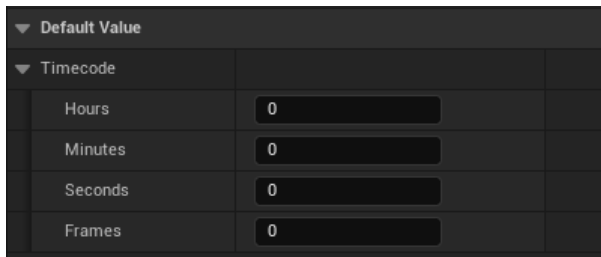 Default Value
Timecode
Hours 0
Minutes 0
Seconds 0
Frames 0